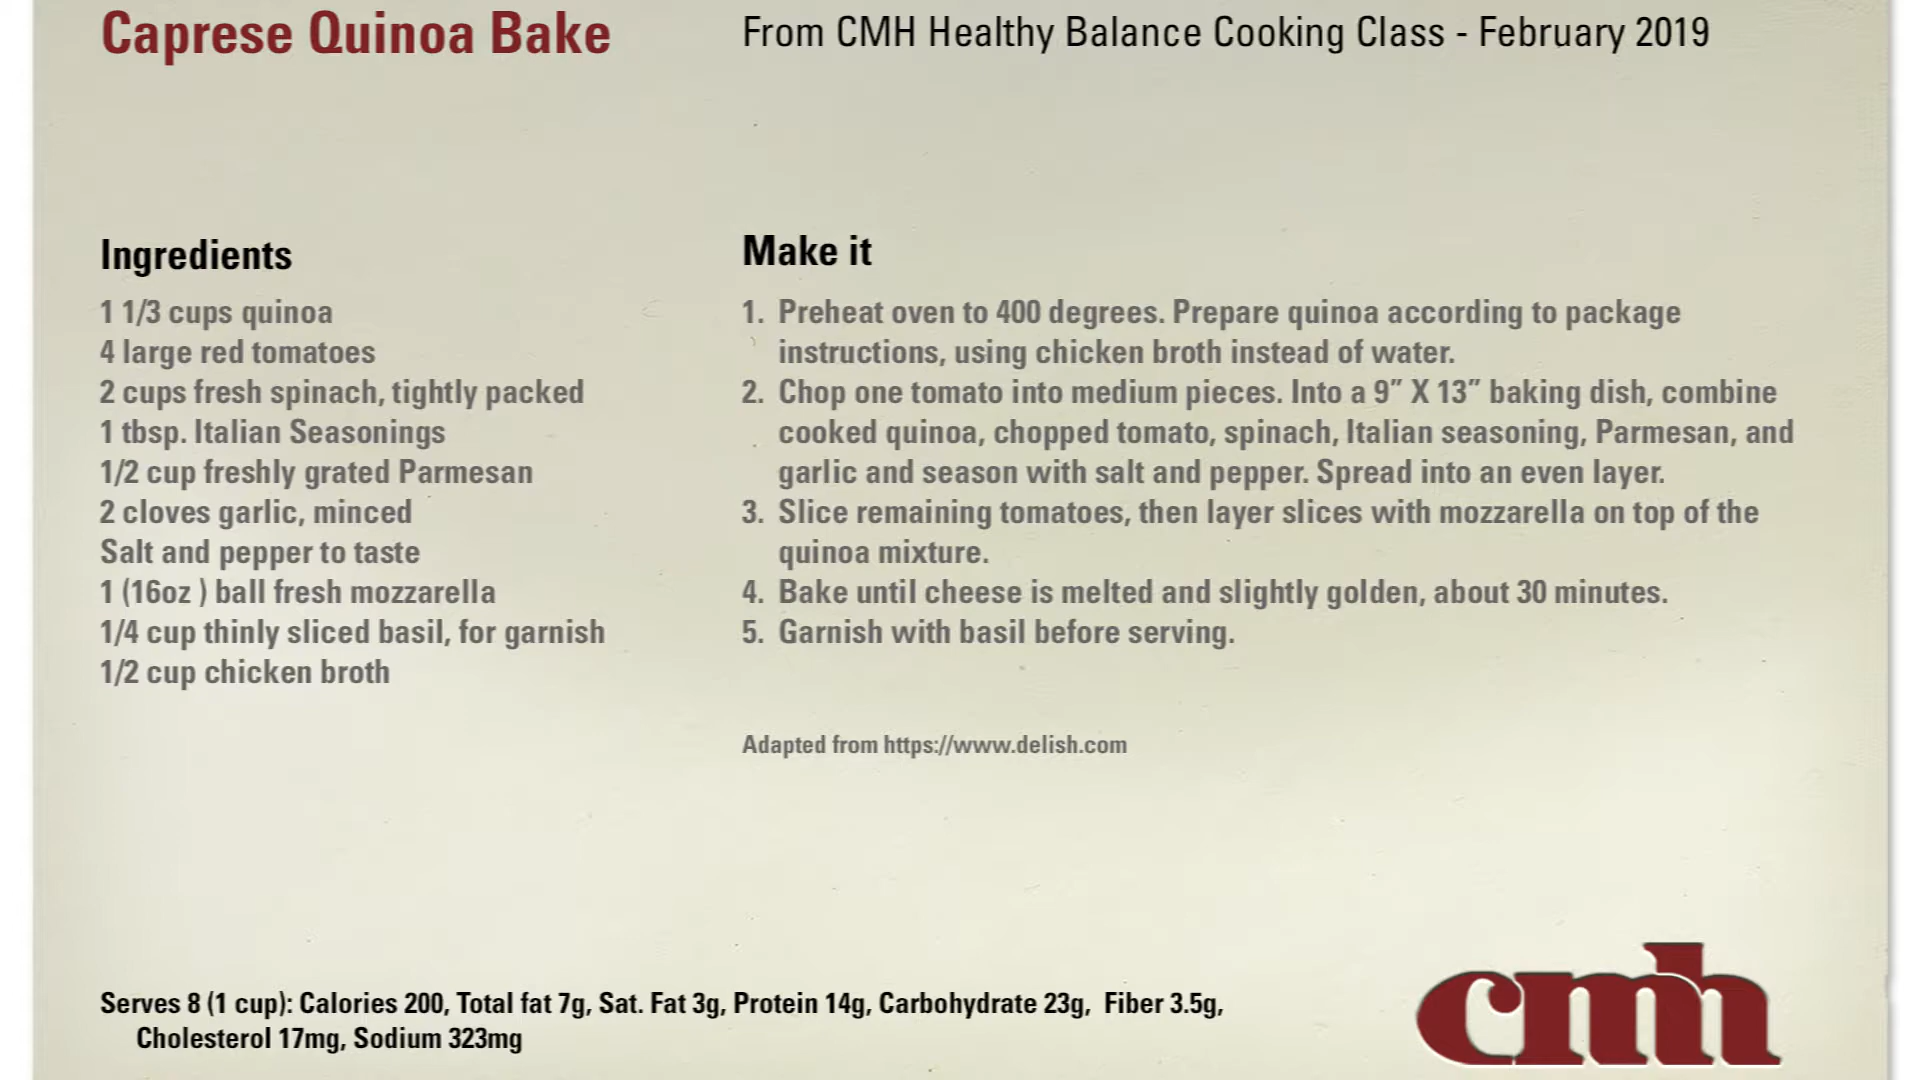 Caprese Quinoa Bake
From CMH Healthy Balance Cooking Class - February 2019
Ingredients
1 1/3 cups quinoa
4 large red tomatoes
2 cups fresh spinach, tightly packed
1 tbsp. Italian Seasonings
1/2 cup freshly grated Parmesan
2 cloves garlic, minced
Salt and pepper to taste
1 (16oz ) ball fresh mozzarella
1/4 cup thinly sliced basil, for garnish
1/2 cup chicken broth
Make it
1. Preheat oven to 400 degrees. Prepare quinoa according to package
instructions, using chicken broth instead of water.
2. Chop one tomato into medium pieces. Into a 9” X 13” baking dish, combine
cooked quinoa, chopped tomato, spinach, Italian seasoning, Parmesan, and
garlic and season with salt and pepper. Spread into an even layer.
3. Slice remaining tomatoes, then layer slices with mozzarella on top of the
quinoa mixture.
4. Bake until cheese is melted and slightly golden, about 30 minutes.
5. Garnish with basil before serving.
Adapted from https://www.delish.com
Serves 8 (1 cup): Calories 200, Total fat 7g, Sat. Fat 3g, Protein 14g, Carbohydrate 23g, Fiber 3.5g,
Cholesterol 17mg, Sodium 323mg
cmh